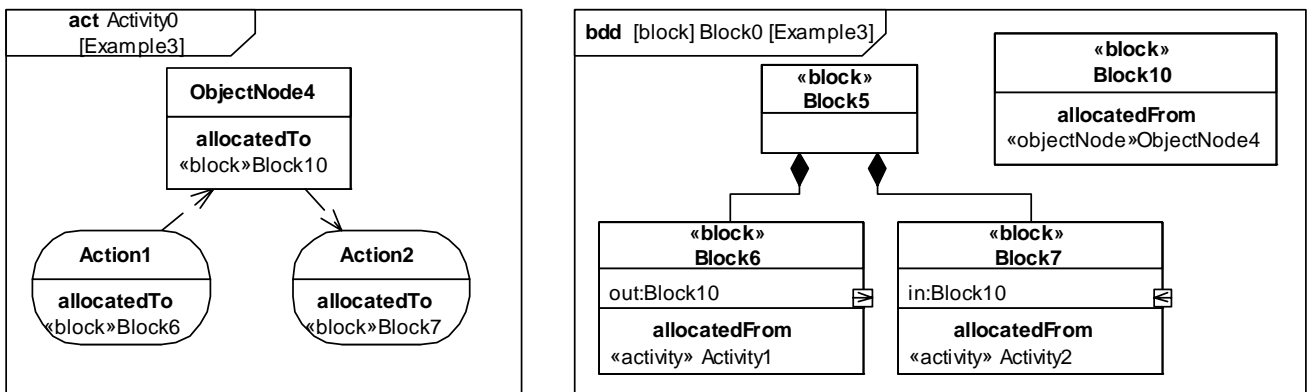 act Activity0
[Example3]
ObjectNode4
allocatedTo
«block»Block10
Action1
allocatedTo
«block»Block6
Action2
allocatedTo
«block»Block7
bdd [block] Block0 [Example3]
«block»
Block5
«block»
Block10
allocatedFrom
«objectNode»ObjectNode4
«block»
Block6
out:Block10
allocatedFrom
«activity» Activity1
«block»
Block7
in:Block10
allocatedFrom
«activity» Activity2